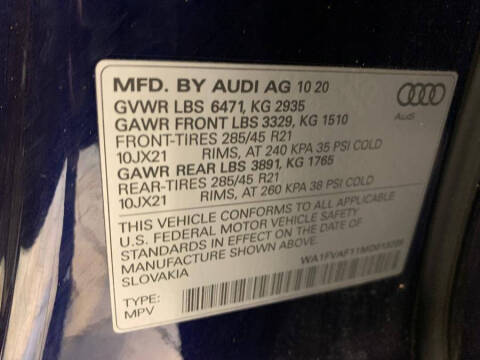 MFD. BY AUDI AG 10 20
GVWR LBS 6471, KG 2935
GAWR FRONT LBS 3329, KG 1510
FRONT-TIRES 285/45 R21
10JX21 RIMS, AT 240 KPA 35 PSI COLD
GAWR REAR LBS 3891, KG 1765
REAR-TIRES 285/45 R21
10JX21 RIMS, AT 260 KPA 38 PSI COLD
THIS VEHICLE CONFORMS TO ALL APPLICABLE
U.S. FEDERAL MOTOR VEHICLE SAFETY
STANDARDS IN EFFECT ON THE DATE OF
MANUFACTURE SHOWN ABOVE.
SLOVAKIA
TYPE:
MPV
Audi